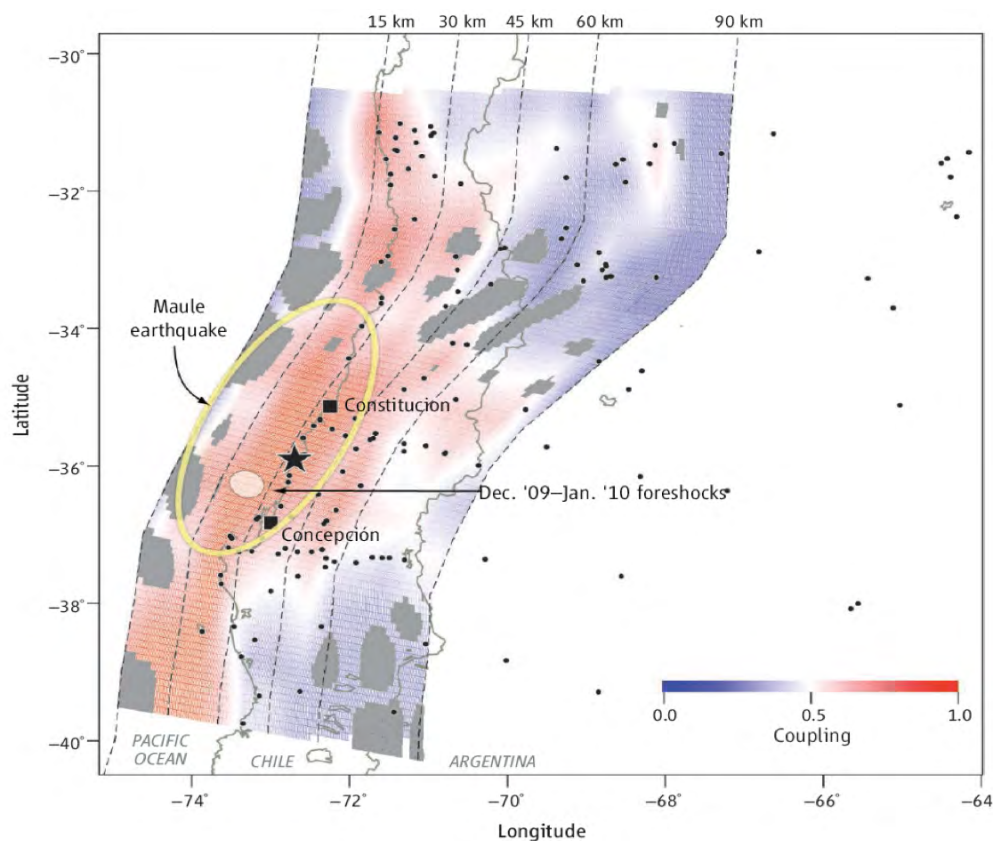 15 km 30 km 45 km 60 km 90 km
−30°
−32°
−34°
−36°
−38°
−40°
Latitude
Maule
earthquake
Constitución
Dec. '09–Jan. '10 foreshocks
Concepción
0.0 0.5 1.0
Coupling
PACIFIC
OCEAN
CHILE
ARGENTINA
−74° −72° −70° −68° −66° −64
Longitude